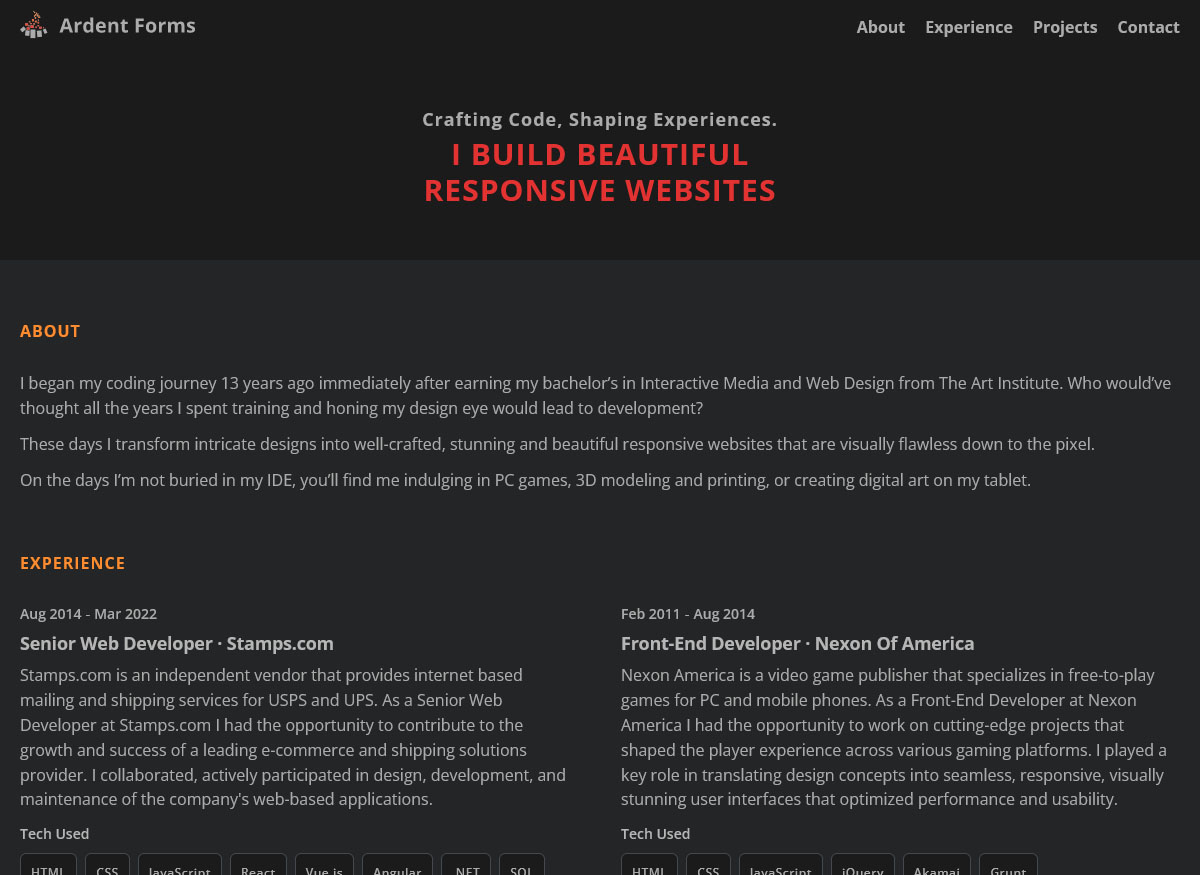 Ardent Forms
About Experience Projects Contact
Crafting Code, Shaping Experiences.
I BUILD BEAUTIFUL
RESPONSIVE WEBSITES
ABOUT
I began my coding journey 13 years ago immediately after earning my bachelor’s in Interactive Media and Web Design from The Art Institute. Who would’ve
thought all the years I spent training and honing my design eye would lead to development?
These days I transform intricate designs into well-crafted, stunning and beautiful responsive websites that are visually flawless down to the pixel.
On the days I’m not buried in my IDE, you’ll find me indulging in PC games, 3D modeling and printing, or creating digital art on my tablet.
EXPERIENCE
Aug 2014 - Mar 2022
Senior Web Developer · Stamps.com
Stamps.com is an independent vendor that provides internet based
mailing and shipping services for USPS and UPS. As a Senior Web
Developer at Stamps.com I had the opportunity to contribute to the
growth and success of a leading e-commerce and shipping solutions
provider. I collaborated, actively participated in design, development, and
maintenance of the company's web-based applications.
Tech Used
HTML CSS JavaScript React Vue.js Angular .NET SQL
Feb 2011 - Aug 2014
Front-End Developer · Nexon Of America
Nexon America is a video game publisher that specializes in free-to-play
games for PC and mobile phones. As a Front-End Developer at Nexon
America I had the opportunity to work on cutting-edge projects that
shaped the player experience across various gaming platforms. I played a
key role in translating design concepts into seamless, responsive, visually
stunning user interfaces that optimized performance and usability.
Tech Used
HTML CSS JavaScript jQuery Akamai Grunt